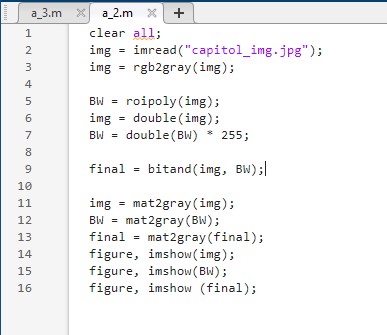 a_3.m × a_2.m × +
1 clear all;
2 img = imread("capitol_img.jpg");
3 img = rgb2gray(img);
4
5 BW = roipoly(img);
6 img = double(img);
7 BW = double(BW) * 255;
8
9 final = bitand(img, BW);
10
11 img = mat2gray(img);
12 BW = mat2gray(BW);
13 final = mat2gray(final);
14 figure, imshow(img);
15 figure, imshow(BW);
16 figure, imshow (final);